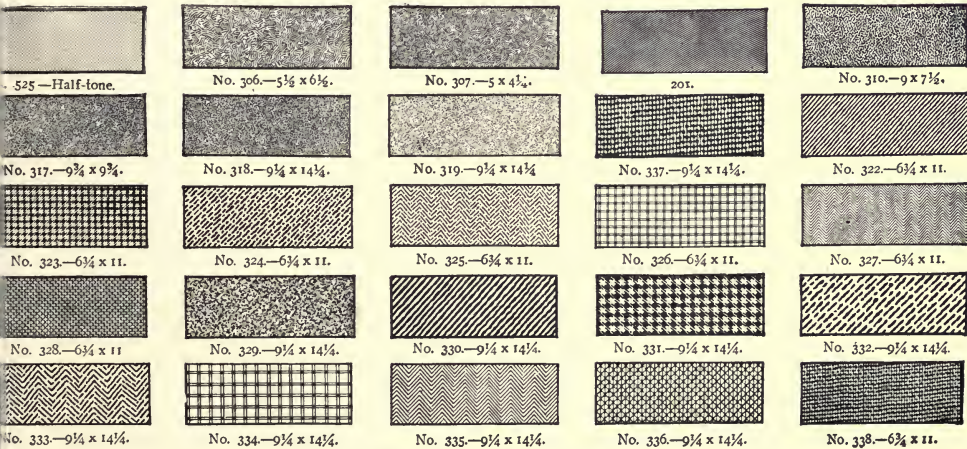 525 —Half-tone.
No. 306.—5½ x 6½.
No. 307.—5 x 4¼.
201.
No. 310.—9 x 7½.
No. 317.—9¾ x 9¾.
No. 318.—9¼ x 14¼.
No. 319.—9¼ x 14¼
No. 337.—9¼ x 14¼.
No. 322.—6¾ x 11.
No. 323.—6¾ x 11.
No. 324.—6¾ x 11.
No. 325.—6¾ x 11.
No. 326.—6¾ x 11.
No. 327.—6¾ x 11.
No. 328.—6¾ x 11
No. 329.—9¼ x 14¼.
No. 330.—9¼ x 14¼.
No. 331.—9¼ x 14¼.
No. 332.—9¼ x 14¼.
No. 333.—9¼ x 14¼.
No. 334.—9¼ x 14¼.
No. 335.—9¼ x 14¼.
No. 336.—9¼ x 14¼.
No. 338.—6¾ x 11.